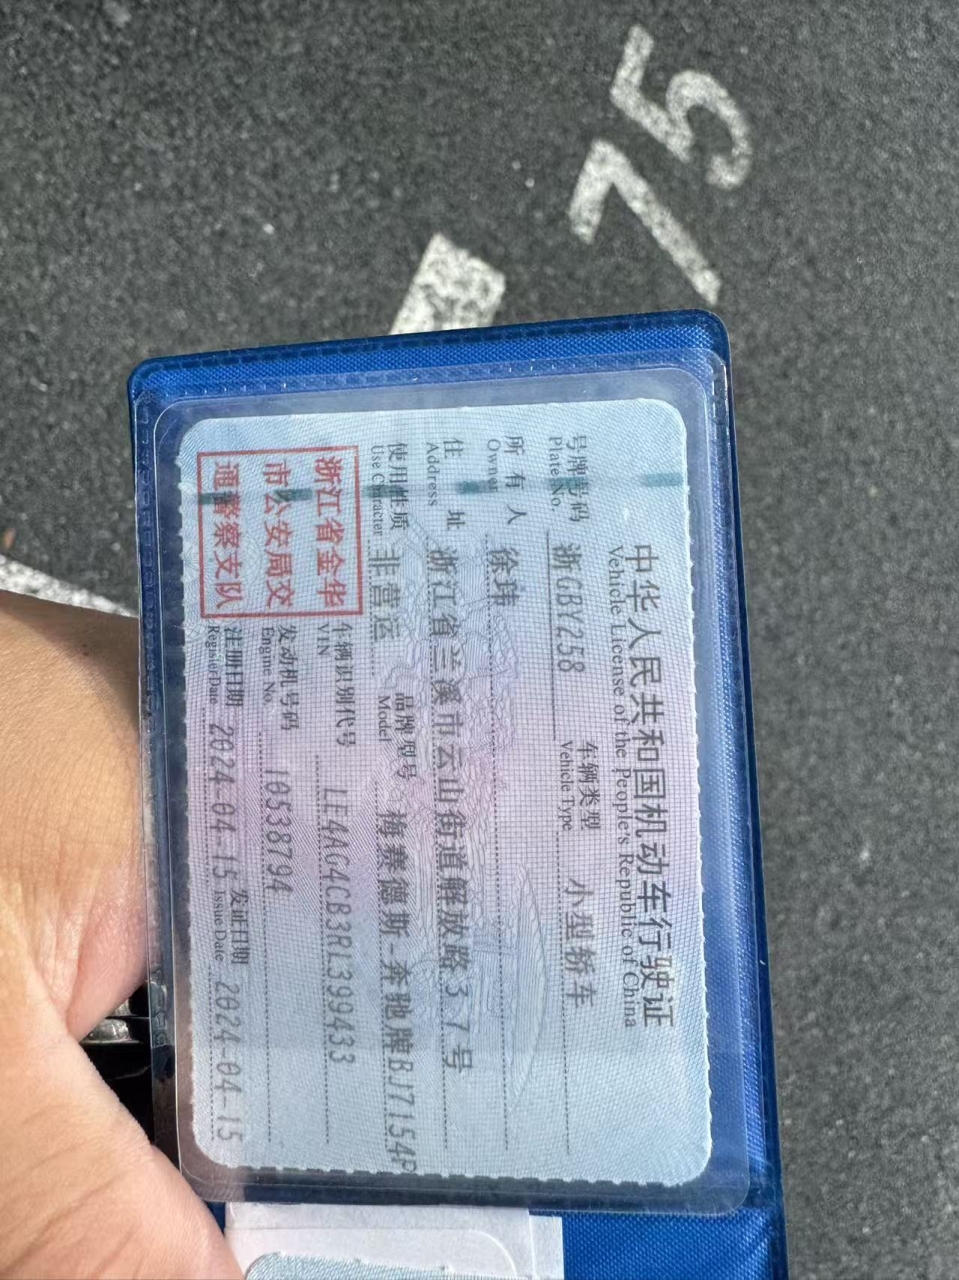 75
中华人民共和国机动车行驶证
Vehicle License of the People's Republic of China
号牌号码 浙GBY258 车辆类型 小型轿车
Plate No. Vehicle Type
所有人 徐玮
Owner
住址 浙江省兰溪市云山街道解放路37号
Address
使用性质 非营运 品牌型号 梅赛德斯-奔驰牌BJ7154P
Use Character Model
浙江省金华
市公安局交
通警察支队
车辆识别代号 LE4AG4CB3RL399433
VIN
发动机号码 10538794
Engine No.
注册日期 2024-04-15 发证日期 2024-04-15
Register Date Issue Date